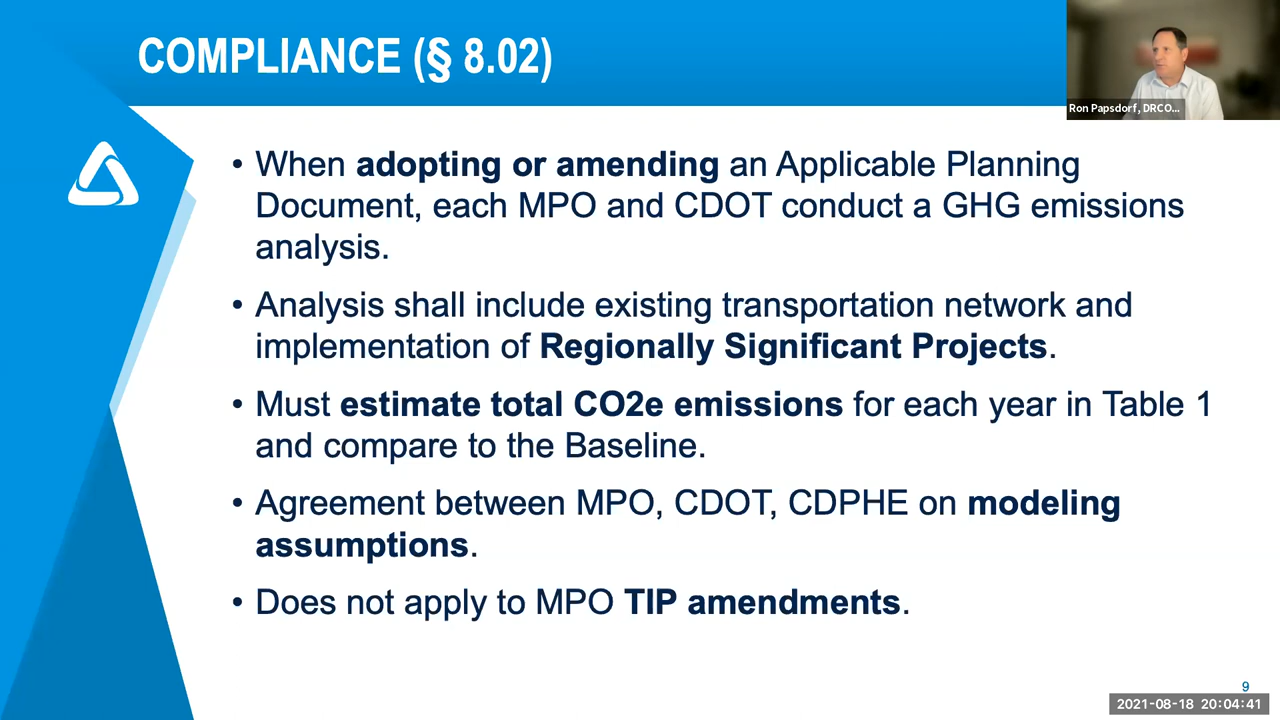 COMPLIANCE (§ 8.02)
Ron Papsdorf, DRCO...
• When adopting or amending an Applicable Planning
Document, each MPO and CDOT conduct a GHG emissions
analysis.
• Analysis shall include existing transportation network and
implementation of Regionally Significant Projects.
• Must estimate total CO2e emissions for each year in Table 1
and compare to the Baseline.
• Agreement between MPO, CDOT, CDPHE on modeling
assumptions.
• Does not apply to MPO TIP amendments.
9
2021-08-18 20:04:41